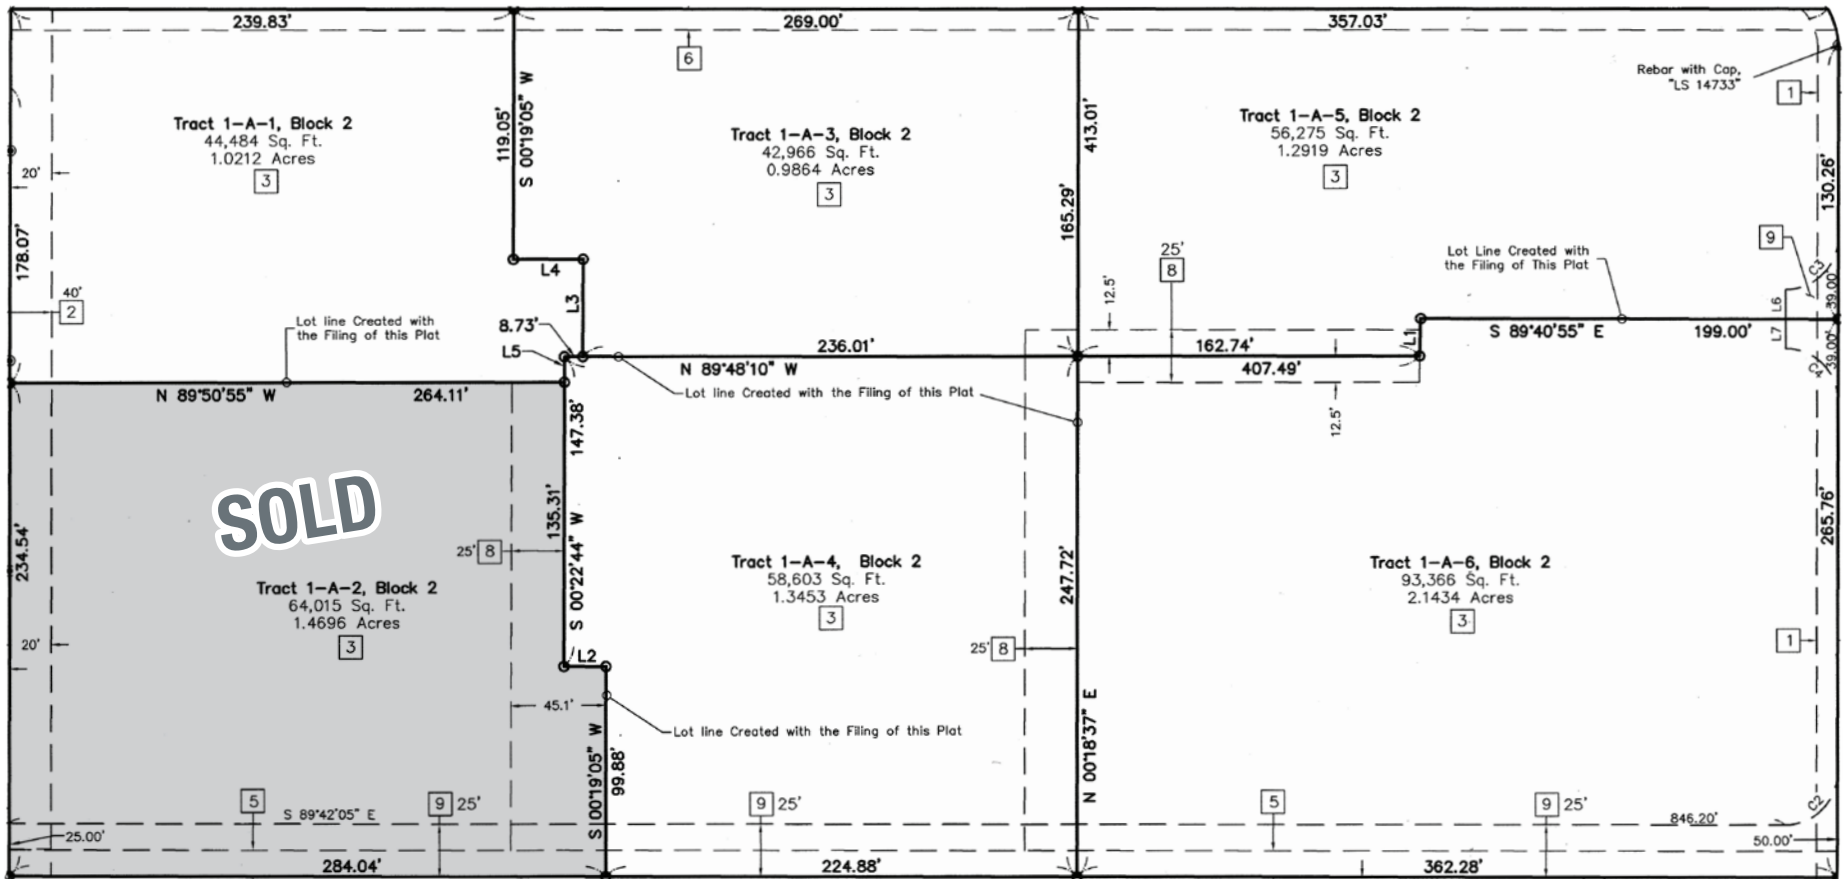 239.83'
269.00'
357.03'
6
Rebar with Cap,
"LS 14733"
1
119.05'
S 00°19'05" W
413.01'
Tract 1-A-1, Block 2
44,484 Sq. Ft.
1.0212 Acres
3
Tract 1-A-3, Block 2
42,966 Sq. Ft.
0.9864 Acres
3
Tract 1-A-5, Block 2
56,275 Sq. Ft.
1.2919 Acres
3
20'
130.26'
178.07'
165.29'
40'
2
L4
L3
25'
8
12.5'
Lot Line Created with
the Filing of This Plat
9
C3
39.00'
L6
L7
39.00'
Lot line Created with
the Filing of this Plat
8.73'
L5
236.01'
N 89°48'10" W
162.74'
407.49'
L1
S 89°40'55" E
199.00'
N 89°50'55" W
264.11'
Lot line Created with the Filing of this Plat
12.5'
147.38'
SOLD
135.31'
S 00°22'44" W
25'
8
234.54'
265.76'
Tract 1-A-2, Block 2
64,015 Sq. Ft.
1.4696 Acres
3
Tract 1-A-4, Block 2
58,603 Sq. Ft.
1.3453 Acres
3
247.72'
Tract 1-A-6, Block 2
93,366 Sq. Ft.
2.1434 Acres
3
20'
25'
8
1
L2
45.1'
Lot line Created with the Filing of this Plat
S 00°19'05" W
99.88'
N 00°18'37" E
5
S 89°42'05" E
9
25'
9
25'
5
9
25'
846.20'
C2
25.00'
50.00'
284.04'
224.88'
362.28'